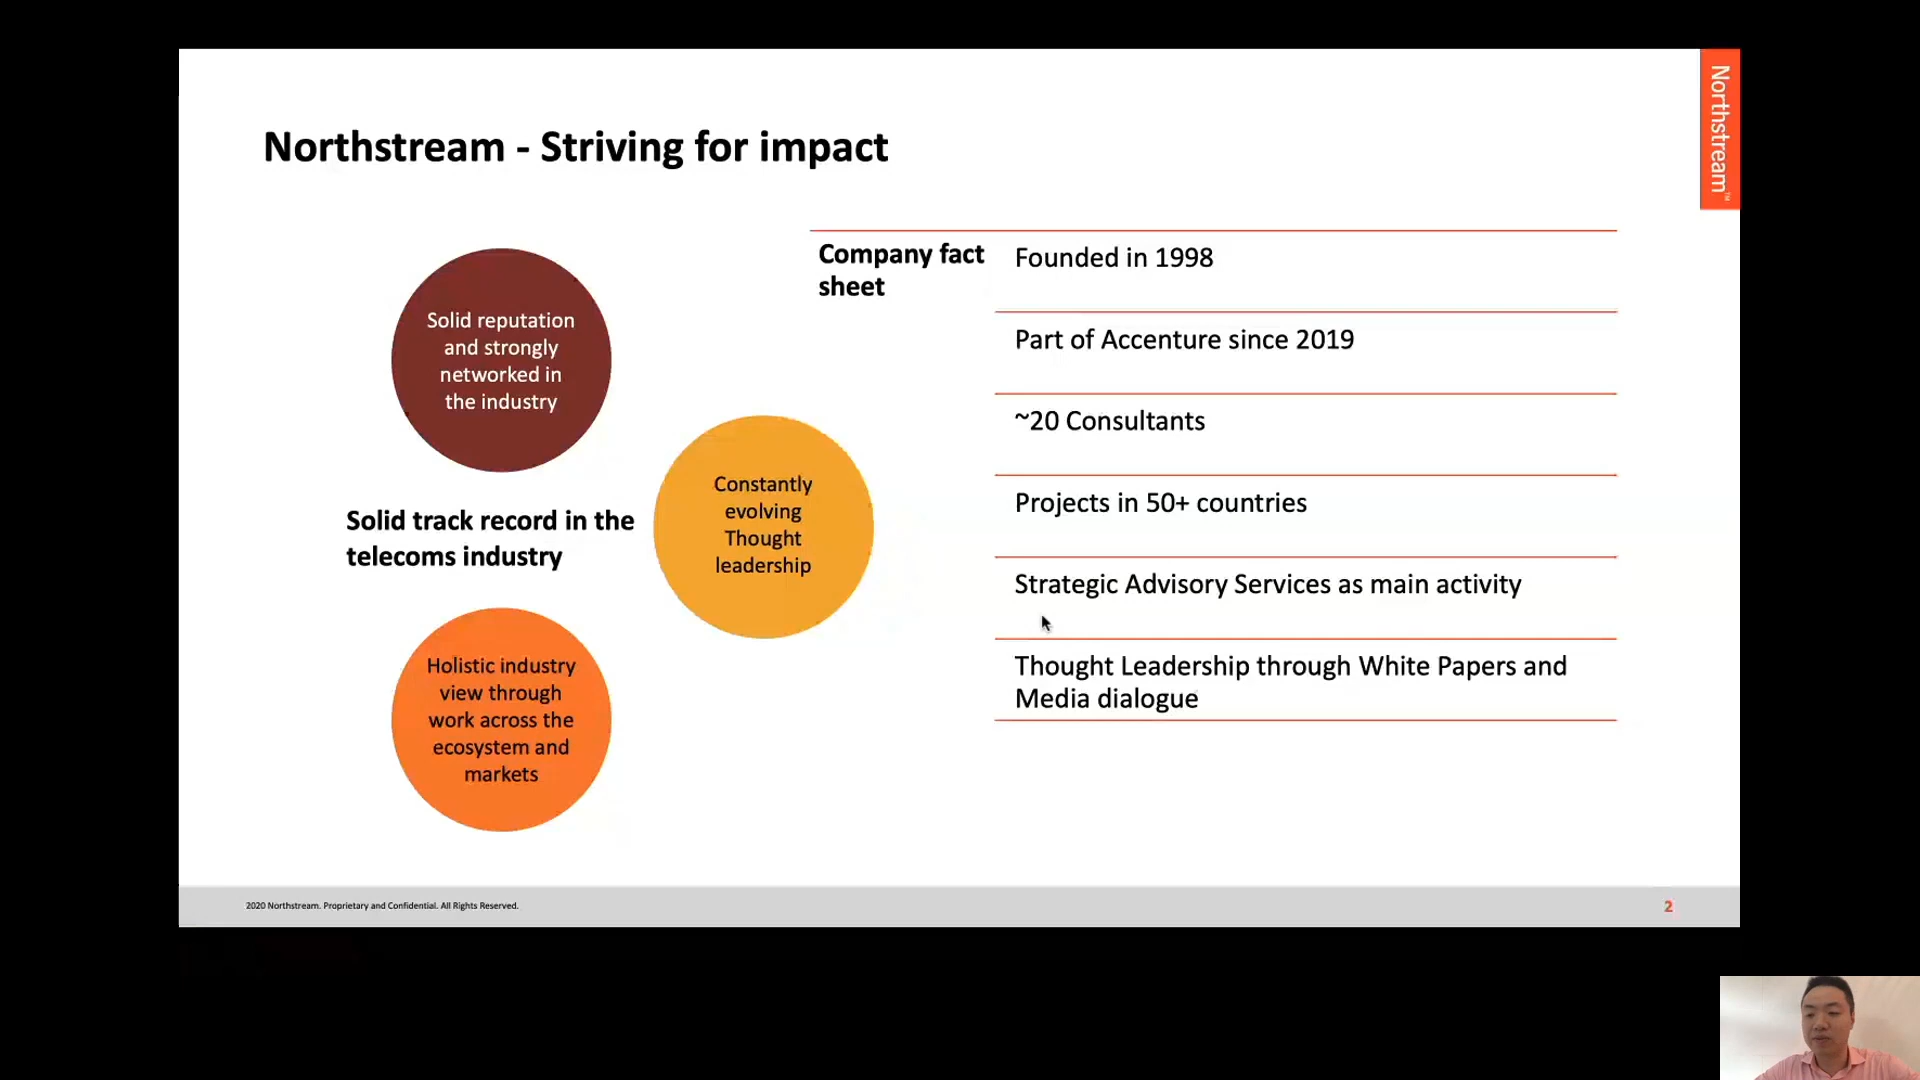 Northstream™
Northstream - Striving for impact
Solid reputation
and strongly
networked in
the industry
Solid track record in the
telecoms industry
Constantly
evolving
Thought
leadership
Holistic industry
view through
work across the
ecosystem and
markets
Company fact
sheet
Founded in 1998
Part of Accenture since 2019
~20 Consultants
Projects in 50+ countries
Strategic Advisory Services as main activity
Thought Leadership through White Papers and
Media dialogue
2020 Northstream. Proprietary and Confidential. All Rights Reserved.
2